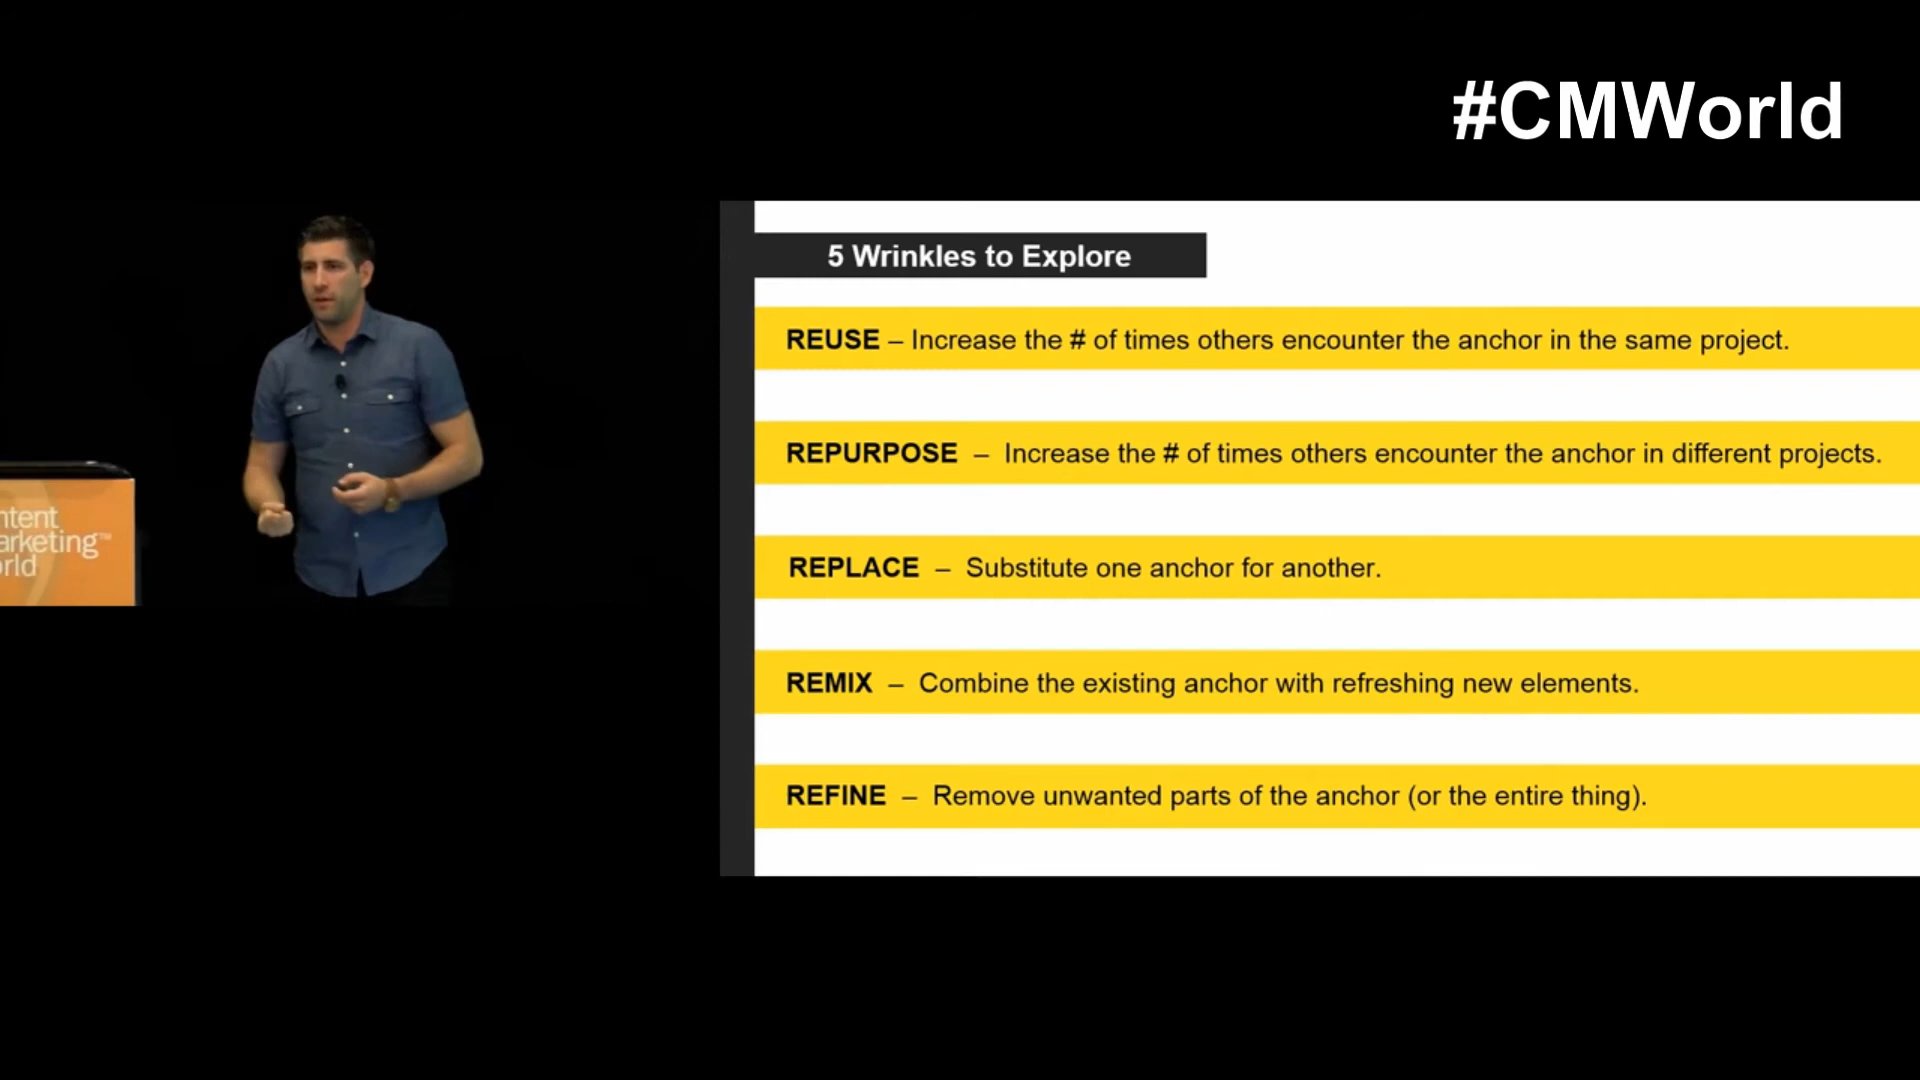 #CMWorld
5 Wrinkles to Explore
REUSE – Increase the # of times others encounter the anchor in the same project.
REPURPOSE – Increase the # of times others encounter the anchor in different projects.
REPLACE – Substitute one anchor for another.
REMIX – Combine the existing anchor with refreshing new elements.
REFINE – Remove unwanted parts of the anchor (or the entire thing).
ntent
arketing™
rld